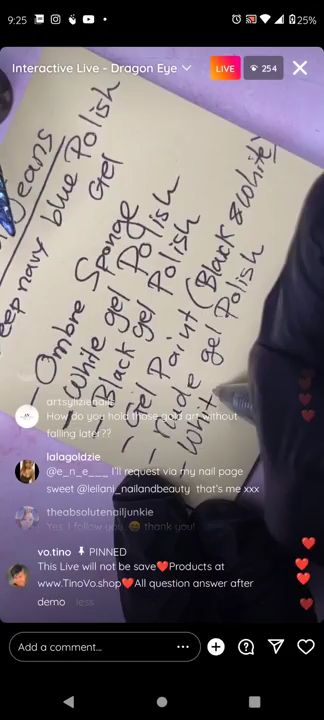 9:25
25%
Interactive Live - Dragon Eye
LIVE
254
Jeans
eep navy blue Polish
Gel
- Ombre Sponge
- White gel Polish
Black gel Polish
- Gel Paint (Black & White)
- nude gel Polish
- Whit
artsylizienails
How do you hold those gold art without
falling later??
lalagoldzie
@e_n_e___ I'll request via my nail page
sweet @leilani_nailandbeauty that's me xxx
theabsolutenailjunkie
Yes I follow you 😊 thank you!
vo.tino PINNED
This Live will not be save❤️Products at
www.TinoVo.shop❤️All question answer after
demo less
Add a comment...